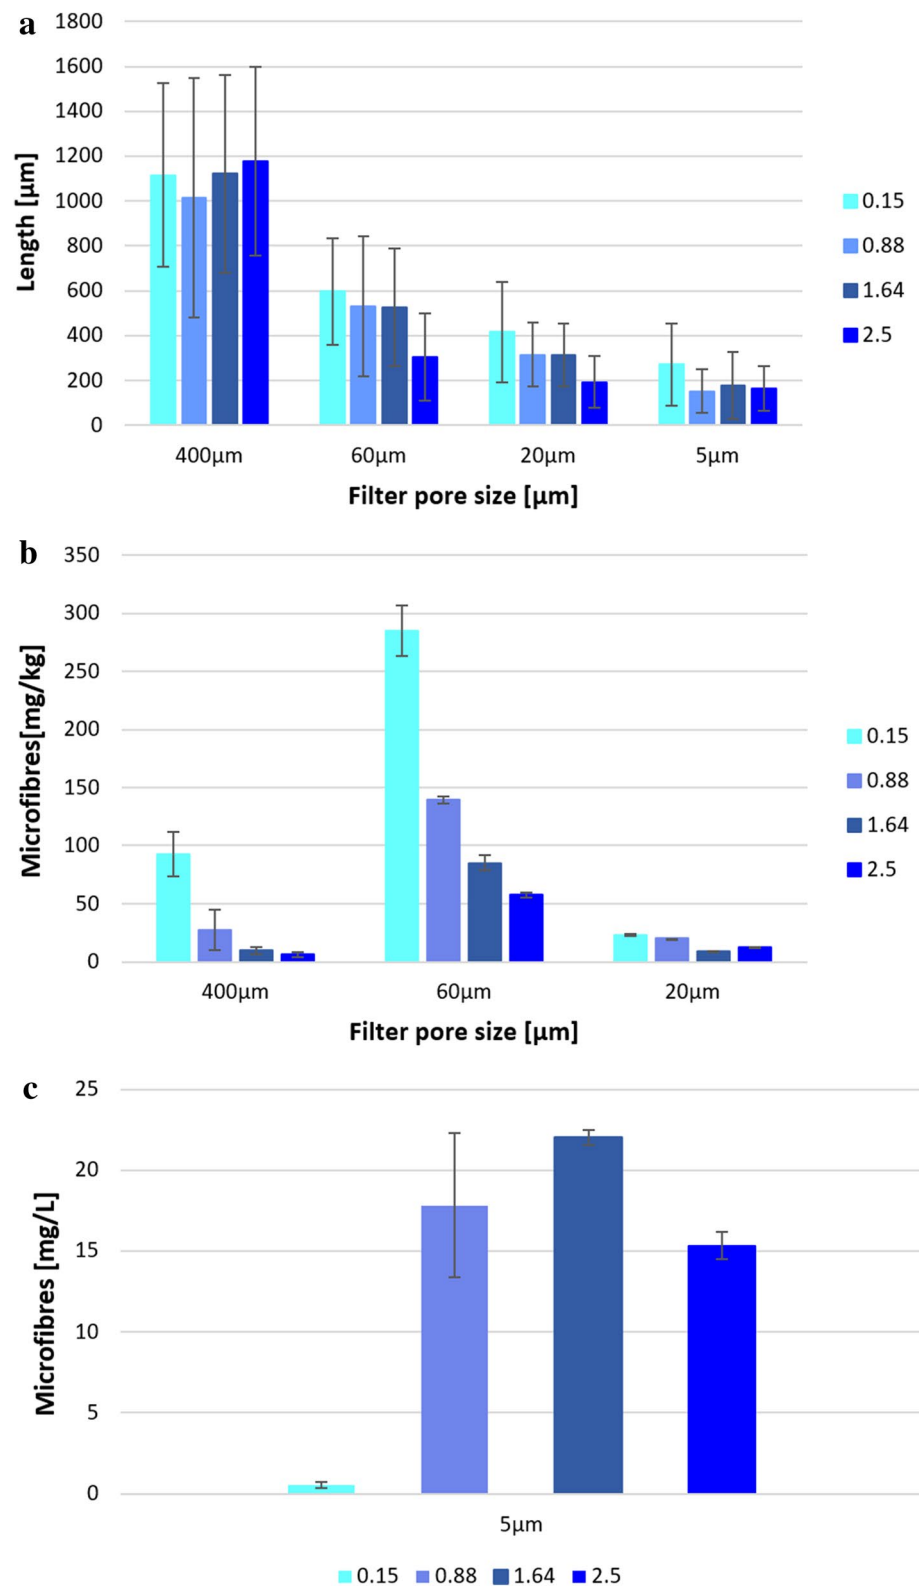 a
1800
1600
1400
1200
1000
800
600
400
200
0
Length [µm]
400µm 60µm 20µm 5µm
Filter pore size [µm]
0.15
0.88
1.64
2.5
b
350
300
250
200
150
100
50
0
Microfibres[mg/kg]
400µm 60µm 20µm
Filter pore size [µm]
0.15
0.88
1.64
2.5
c
25
20
15
10
5
0
Microfibres [mg/L]
5µm
0.15 0.88 1.64 2.5